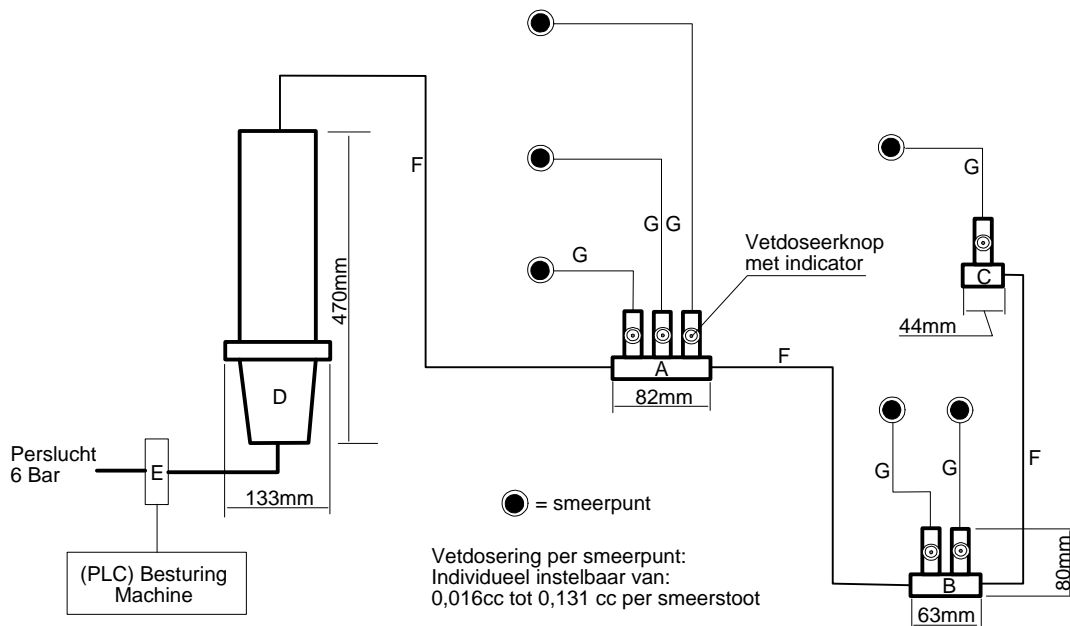 F
G
G G
G
Vetdoseerknop
met indicator
G
C
44mm
470mm
A
82mm
F
D
Perslucht
6 Bar
E
133mm
= smeerpunt
G
G
F
(PLC) Besturing
Machine
Vetdosering per smeerpunt:
Individueel instelbaar van:
0,016cc tot 0,131 cc per smeerstoot
B
63mm
80mm